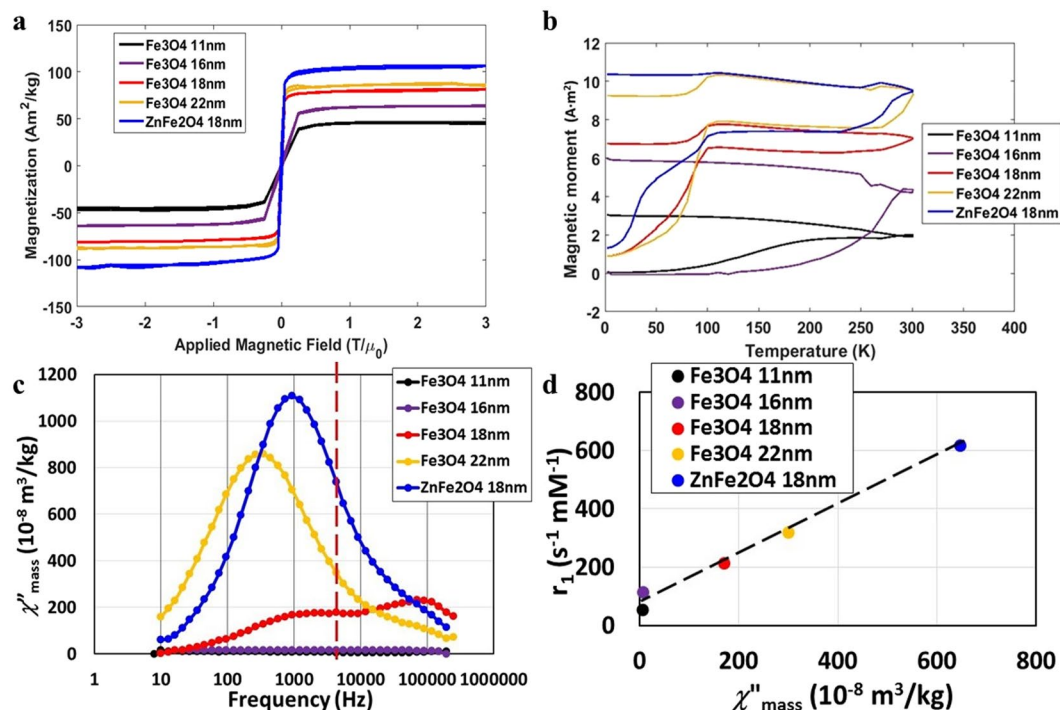 a
Magnetization (Am²/kg)
150
100
50
0
-50
-100
-150
-3
-2
-1
0
1
2
3
Applied Magnetic Field (T/μ₀)
Fe3O4 11nm
Fe3O4 16nm
Fe3O4 18nm
Fe3O4 22nm
ZnFe2O4 18nm
b
Magnetic moment (A·m²)
12
10
8
6
4
2
0
-2
0
50
100
150
200
250
300
350
400
Temperature (K)
Fe3O4 11nm
Fe3O4 16nm
Fe3O4 18nm
Fe3O4 22nm
ZnFe2O4 18nm
c
χ″mass (10⁻⁸ m³/kg)
1200
1000
800
600
400
200
0
1
10
100
1000
10000
100000
1000000
Frequency (Hz)
Fe3O4 11nm
Fe3O4 16nm
Fe3O4 18nm
Fe3O4 22nm
ZnFe2O4 18nm
d
r₁ (s⁻¹ mM⁻¹)
800
600
400
200
0
0
200
400
600
800
χ"mass (10⁻⁸ m³/kg)
Fe3O4 11nm
Fe3O4 16nm
Fe3O4 18nm
Fe3O4 22nm
ZnFe2O4 18nm